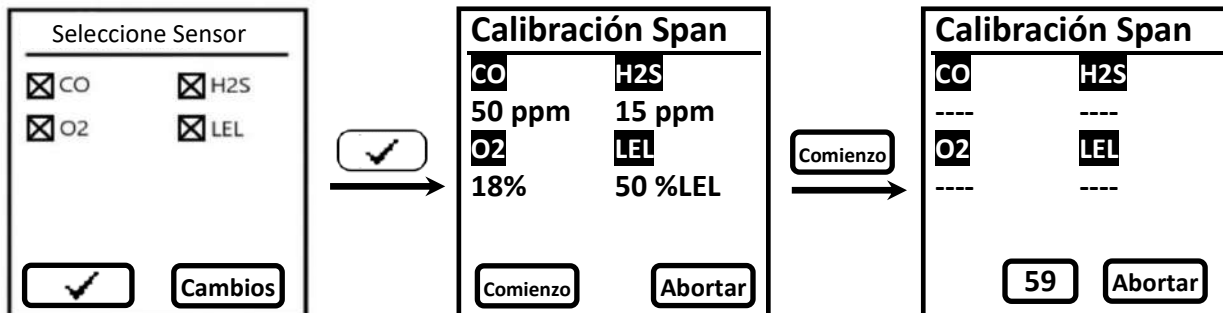 Seleccione Sensor
CO H2S
O2 LEL
✓ Cambios
✓
Calibración Span
CO H2S
50 ppm 15 ppm
O2 LEL
18% 50 %LEL
Comienzo Abortar
Comienzo
Calibración Span
CO H2S
---- ----
O2 LEL
---- ----
59 Abortar